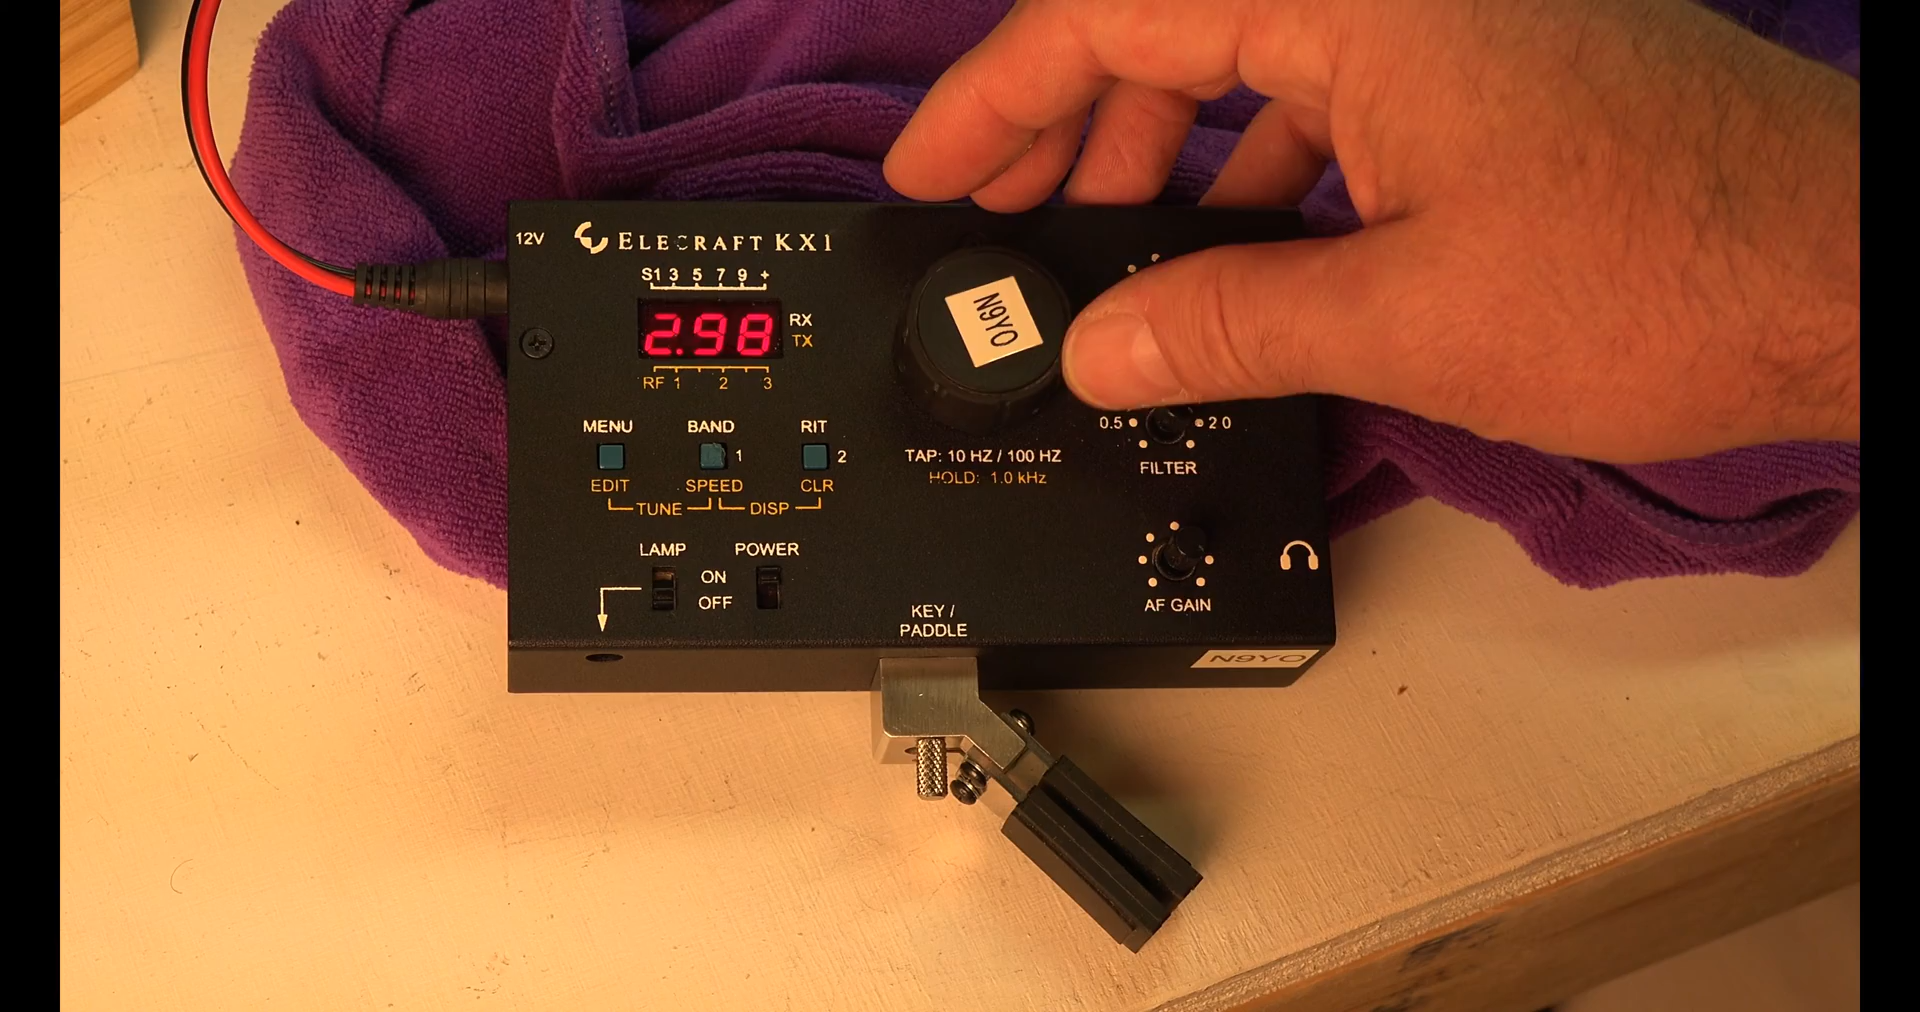 12V
ELECRAFT KX1
S1 3 5 7 9 +
2.98
RX
TX
RF 1 2 3
N9YO
MENU BAND RIT
1 2
EDIT SPEED CLR
TUNE DISP
TAP: 10 HZ / 100 HZ
HOLD: 1.0 kHz
0.5 2 0
FILTER
LAMP POWER
ON
OFF
AF GAIN
KEY /
PADDLE
N9YO